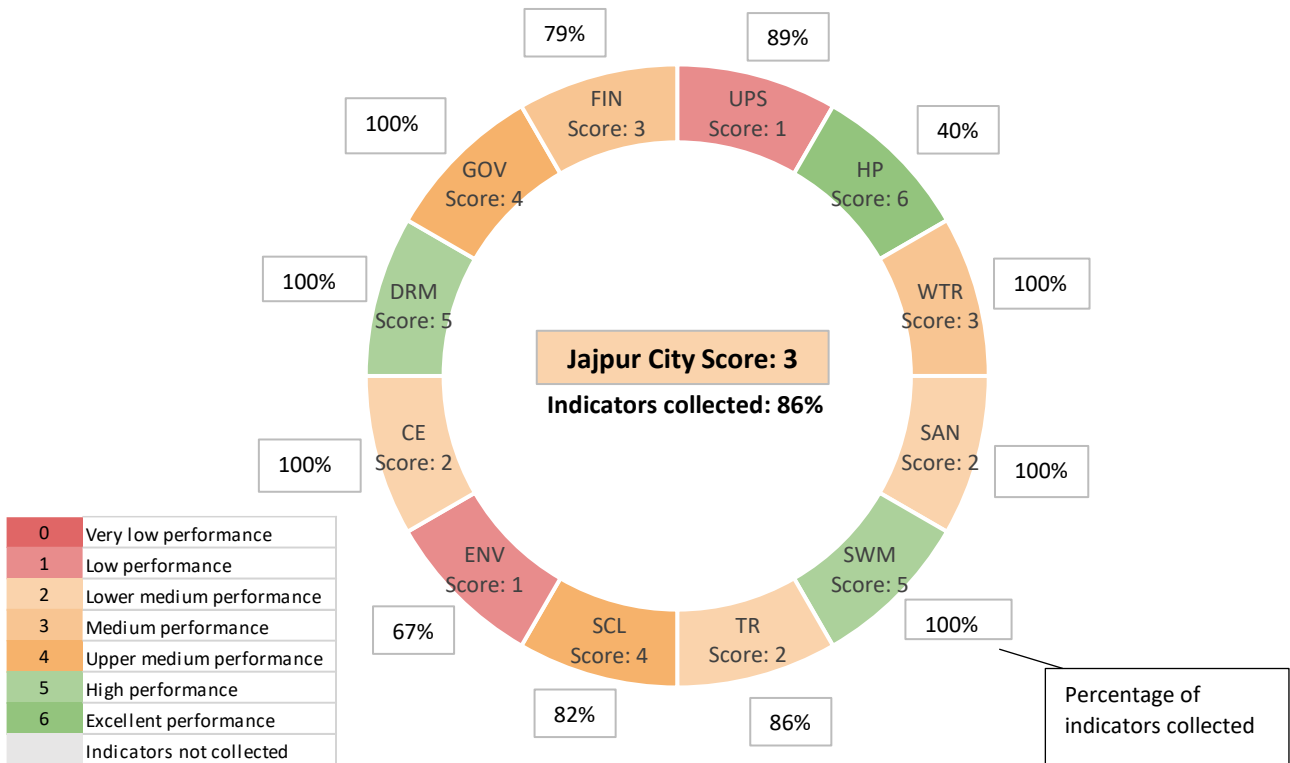 79%
89%
FIN
Score: 3
UPS
Score: 1
100%
40%
GOV
Score: 4
HP
Score: 6
100%
100%
DRM
Score: 5
WTR
Score: 3
Jajpur City Score: 3
Indicators collected: 86%
CE
Score: 2
SAN
Score: 2
100%
100%
ENV
Score: 1
SWM
Score: 5
67%
100%
SCL
Score: 4
TR
Score: 2
82%
86%
0 Very low performance
1 Low performance
2 Lower medium performance
3 Medium performance
4 Upper medium performance
5 High performance
6 Excellent performance
Indicators not collected
Percentage of
indicators collected